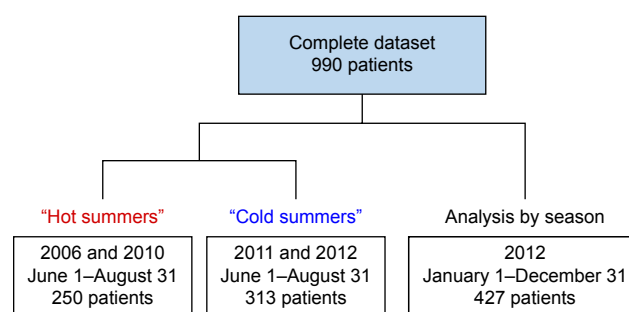 Complete dataset
990 patients
“Hot summers”
2006 and 2010
June 1–August 31
250 patients
“Cold summers”
2011 and 2012
June 1–August 31
313 patients
Analysis by season
2012
January 1–December 31
427 patients